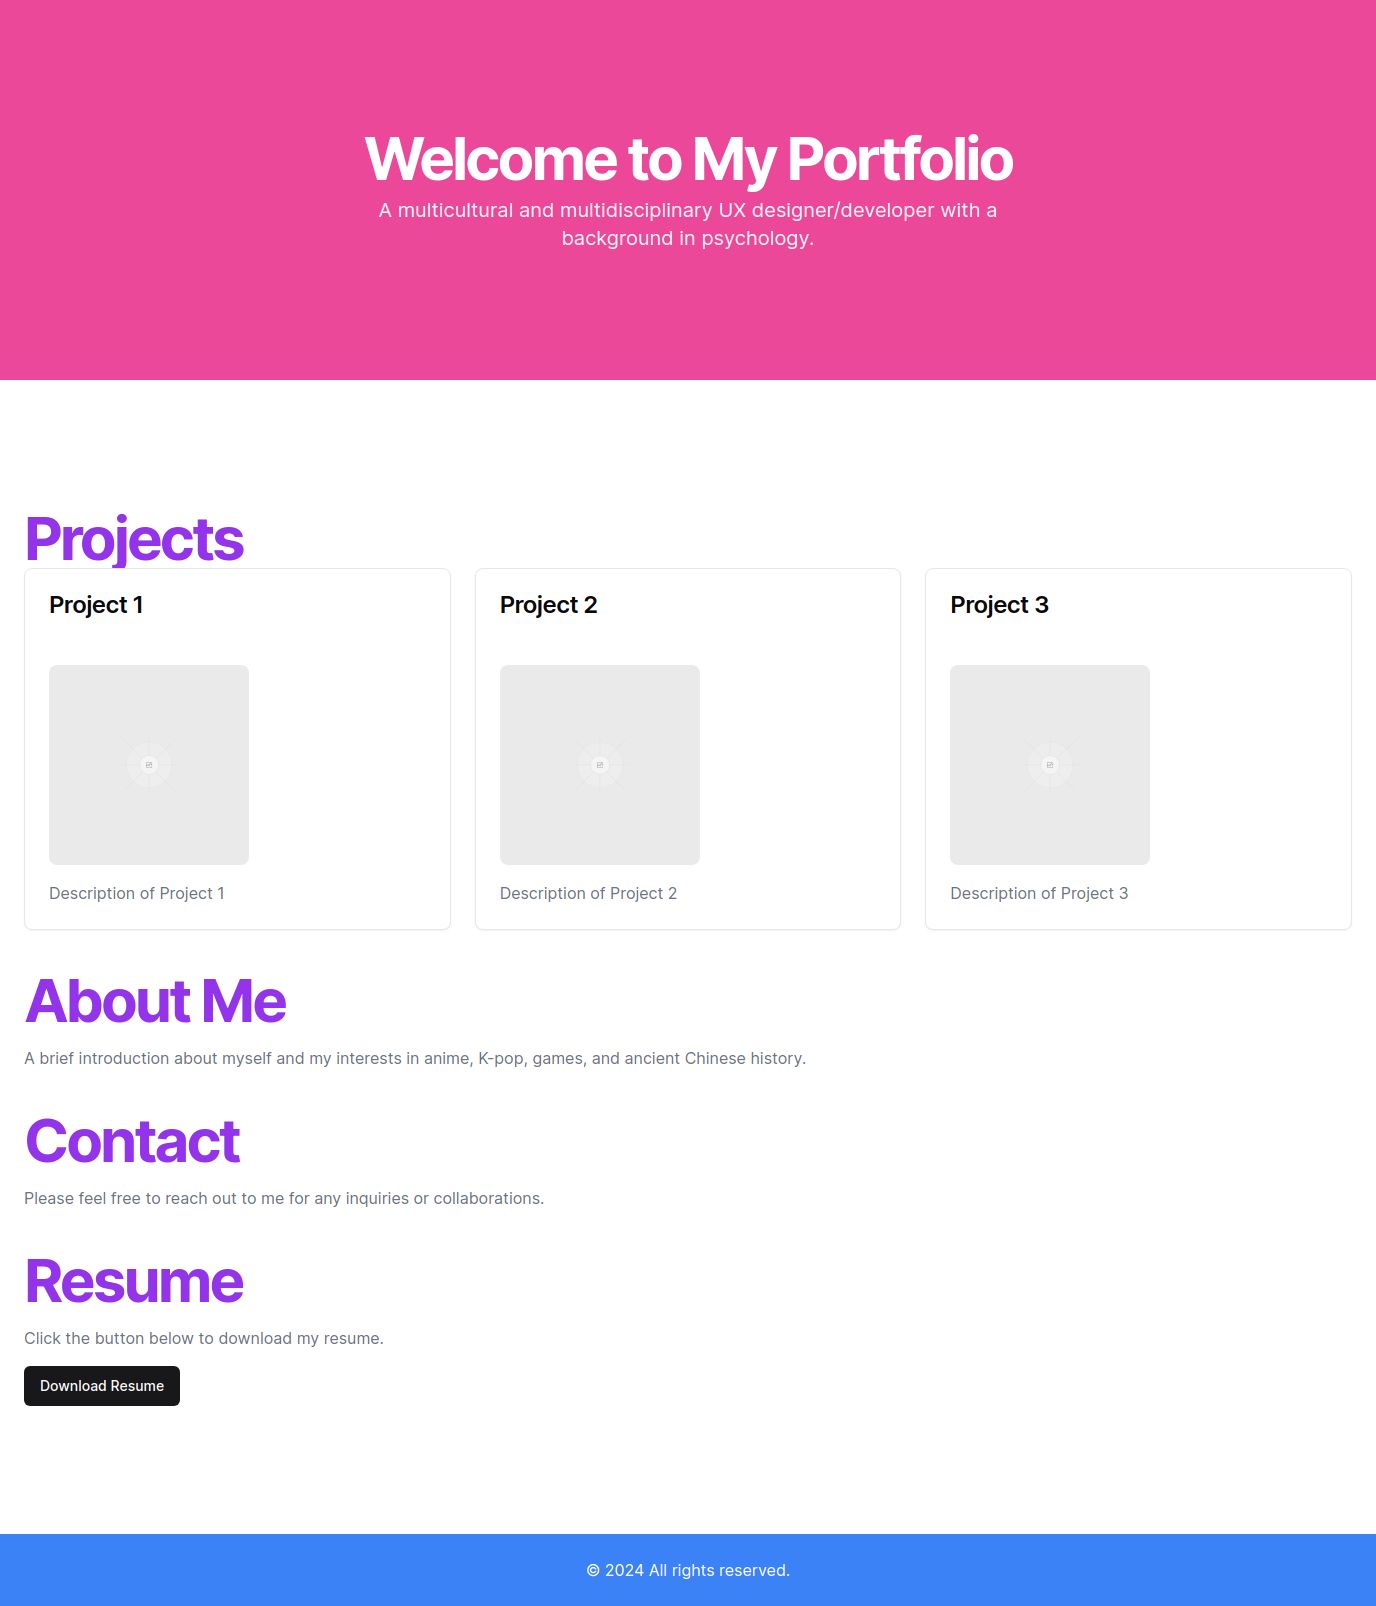 Welcome to My Portfolio
A multicultural and multidisciplinary UX designer/developer with a
background in psychology.
Projects
Project 1
Project 2
Project 3
Description of Project 1
Description of Project 2
Description of Project 3
About Me
A brief introduction about myself and my interests in anime, K-pop, games, and ancient Chinese history.
Contact
Please feel free to reach out to me for any inquiries or collaborations.
Resume
Click the button below to download my resume.
Download Resume
© 2024 All rights reserved.